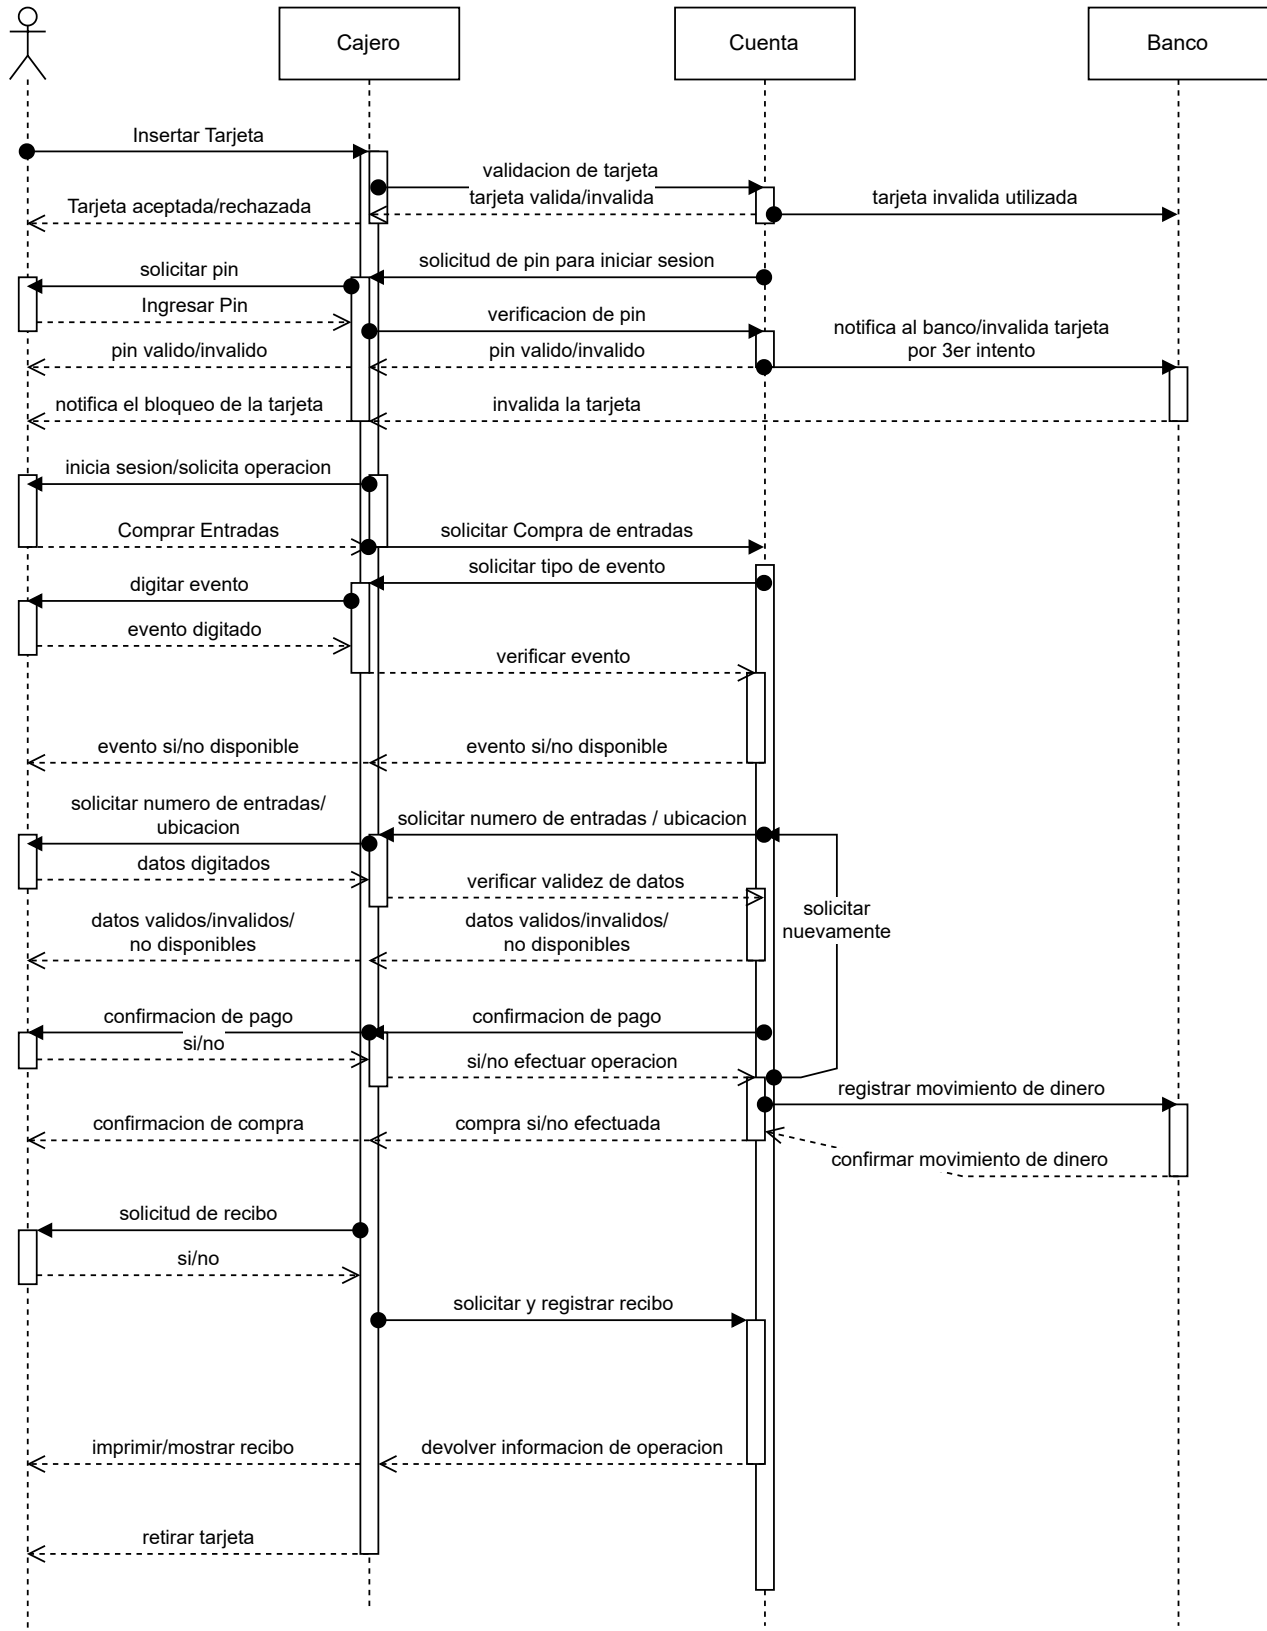 Cajero
Cuenta
Banco
Insertar Tarjeta
validacion de tarjeta
tarjeta valida/invalida
tarjeta invalida utilizada
Tarjeta aceptada/rechazada
solicitud de pin para iniciar sesion
solicitar pin
Ingresar Pin
verificacion de pin
notifica al banco/invalida tarjeta
por 3er intento
pin valido/invalido
pin valido/invalido
notifica el bloqueo de la tarjeta
invalida la tarjeta
inicia sesion/solicita operacion
Comprar Entradas
solicitar Compra de entradas
solicitar tipo de evento
digitar evento
evento digitado
verificar evento
evento si/no disponible
evento si/no disponible
solicitar numero de entradas/
ubicacion
solicitar numero de entradas / ubicacion
datos digitados
verificar validez de datos
solicitar
nuevamente
datos validos/invalidos/
no disponibles
datos validos/invalidos/
no disponibles
confirmacion de pago
confirmacion de pago
si/no
si/no efectuar operacion
registrar movimiento de dinero
confirmacion de compra
compra si/no efectuada
confirmar movimiento de dinero
solicitud de recibo
si/no
solicitar y registrar recibo
imprimir/mostrar recibo
devolver informacion de operacion
retirar tarjeta